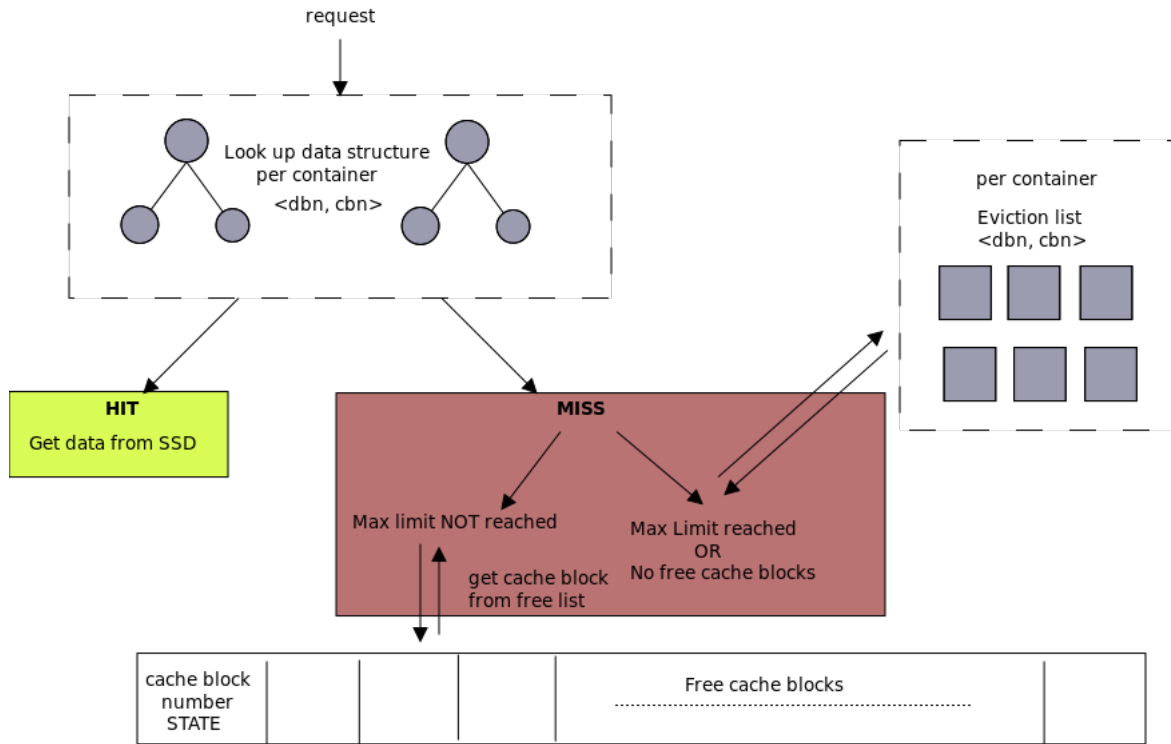 request
Look up data structure
per container
<dbn, cbn>
per container
Eviction list
<dbn, cbn>
HIT
Get data from SSD
MISS
Max limit NOT reached
Max Limit reached
OR
No free cache blocks
get cache block
from free list
cache block
number
STATE
Free cache blocks